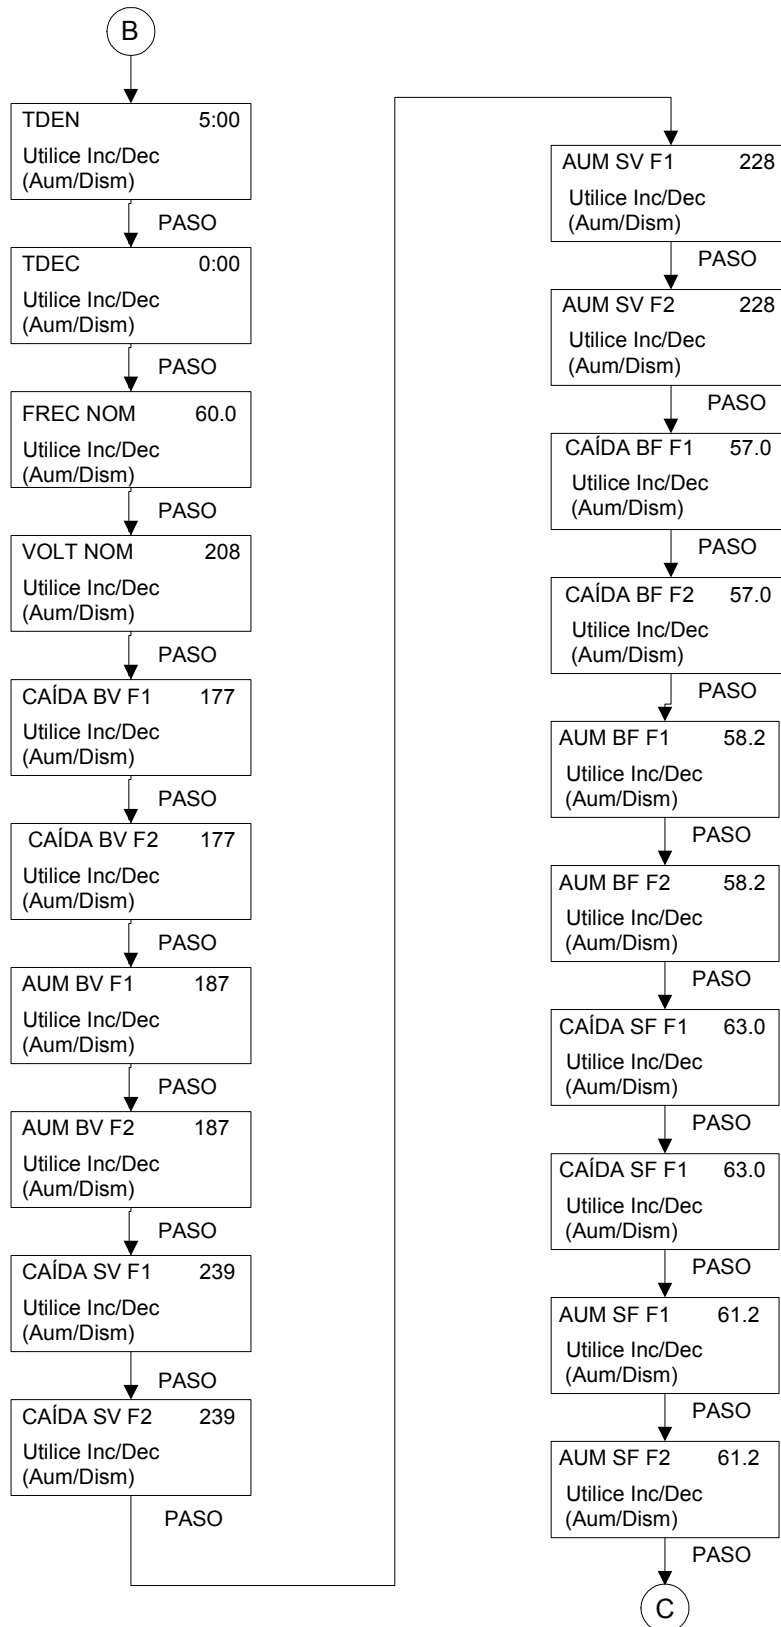 B
TDEN 5:00
Utilice Inc/Dec
(Aum/Dism)
PASO
TDEC 0:00
Utilice Inc/Dec
(Aum/Dism)
PASO
FREC NOM 60.0
Utilice Inc/Dec
(Aum/Dism)
PASO
VOLT NOM 208
Utilice Inc/Dec
(Aum/Dism)
PASO
CAÍDA BV F1 177
Utilice Inc/Dec
(Aum/Dism)
PASO
CAÍDA BV F2 177
Utilice Inc/Dec
(Aum/Dism)
PASO
AUM BV F1 187
Utilice Inc/Dec
(Aum/Dism)
PASO
AUM BV F2 187
Utilice Inc/Dec
(Aum/Dism)
PASO
CAÍDA SV F1 239
Utilice Inc/Dec
(Aum/Dism)
PASO
CAÍDA SV F2 239
Utilice Inc/Dec
(Aum/Dism)
PASO
AUM SV F1 228
Utilice Inc/Dec
(Aum/Dism)
PASO
AUM SV F2 228
Utilice Inc/Dec
(Aum/Dism)
PASO
CAÍDA BF F1 57.0
Utilice Inc/Dec
(Aum/Dism)
PASO
CAÍDA BF F2 57.0
Utilice Inc/Dec
(Aum/Dism)
PASO
AUM BF F1 58.2
Utilice Inc/Dec
(Aum/Dism)
PASO
AUM BF F2 58.2
Utilice Inc/Dec
(Aum/Dism)
PASO
CAÍDA SF F1 63.0
Utilice Inc/Dec
(Aum/Dism)
PASO
CAÍDA SF F1 63.0
Utilice Inc/Dec
(Aum/Dism)
PASO
AUM SF F1 61.2
Utilice Inc/Dec
(Aum/Dism)
PASO
AUM SF F2 61.2
Utilice Inc/Dec
(Aum/Dism)
PASO
C